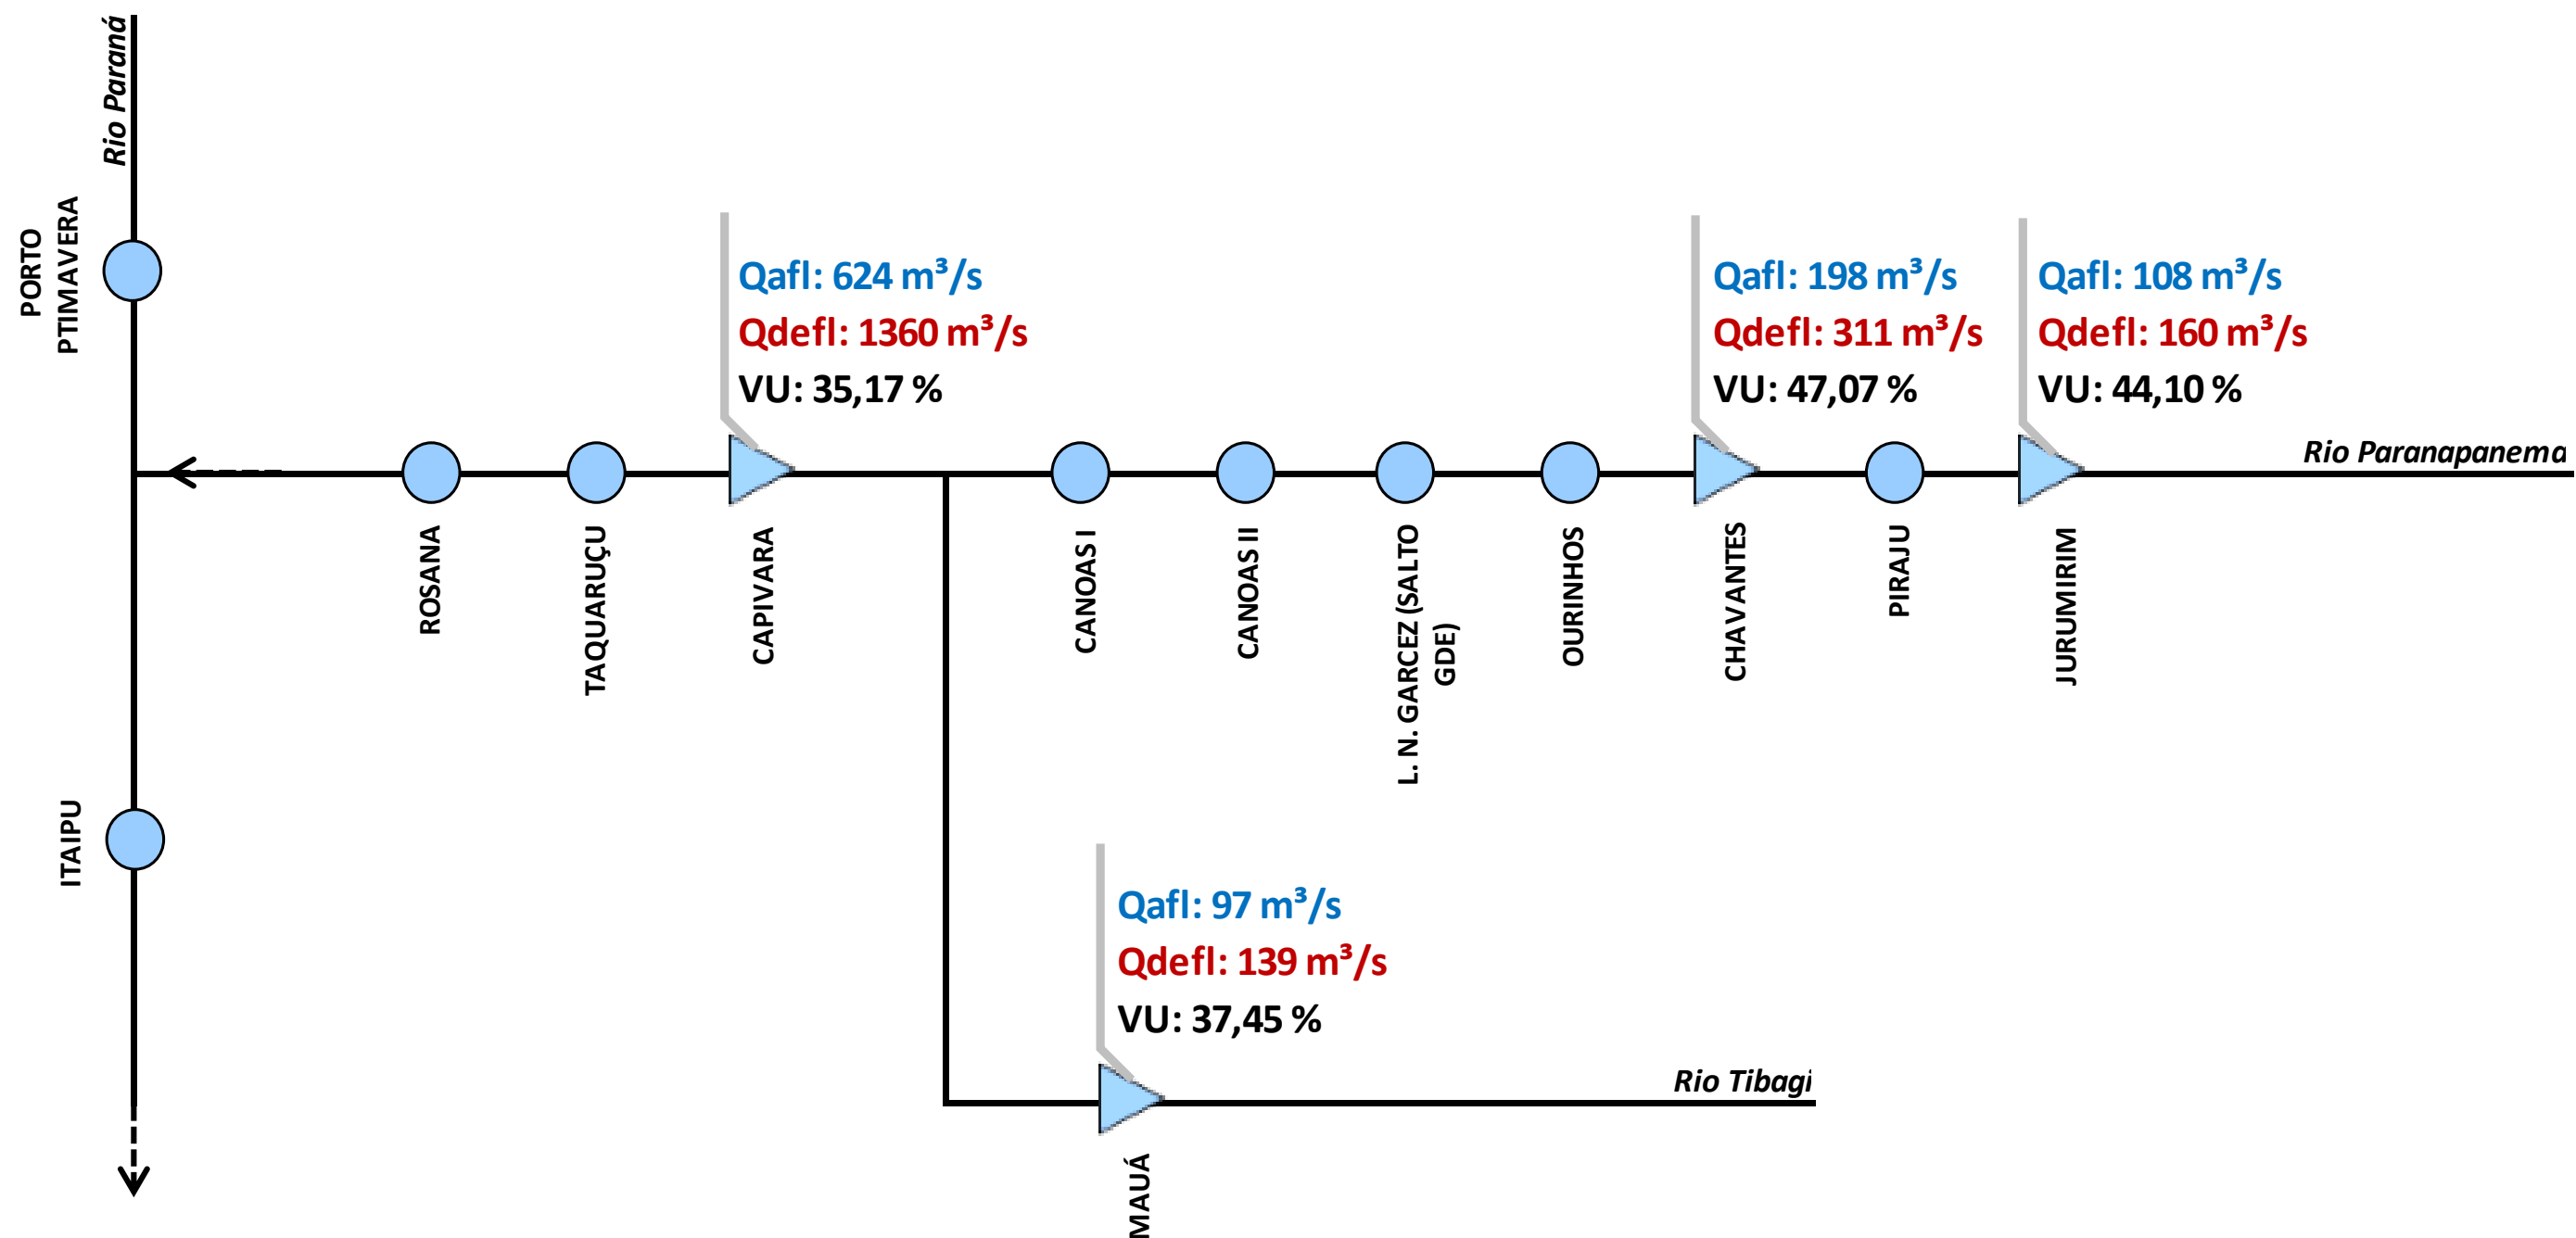 Rio Paraná
PORTO
PTIMAVERA
Qafl: 624 m³/s
Qdefl: 1360 m³/s
VU: 35,17 %
Qafl: 198 m³/s
Qdefl: 311 m³/s
VU: 47,07 %
Qafl: 108 m³/s
Qdefl: 160 m³/s
VU: 44,10 %
Rio Paranapanema
ROSANA
TAQUARUÇU
CAPIVARA
CANOAS I
CANOAS II
L. N. GARCEZ (SALTO
GDE)
OURINHOS
CHAVANTES
PIRAJU
JURUMIRIM
ITAIPU
Qafl: 97 m³/s
Qdefl: 139 m³/s
VU: 37,45 %
Rio Tibagi
MAUÁ